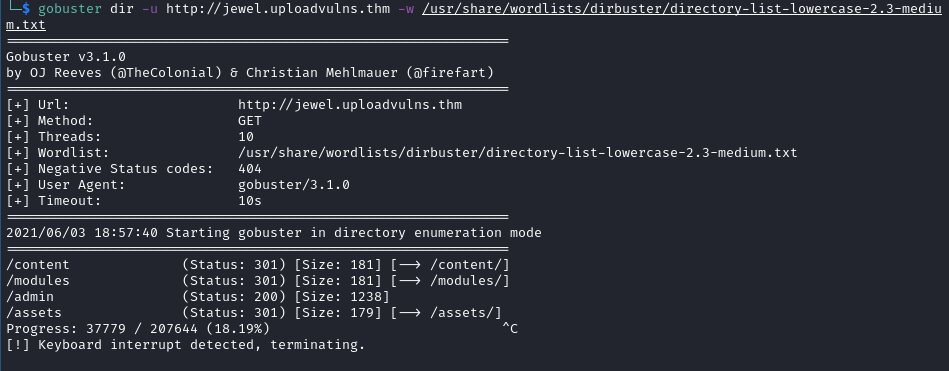 └─$ gobuster dir -u http://jewel.uploadvulns.thm -w /usr/share/wordlists/dirbuster/directory-list-lowercase-2.3-mediu
m.txt
===============================================================
Gobuster v3.1.0
by OJ Reeves (@TheColonial) & Christian Mehlmauer (@firefart)
===============================================================
[+] Url:                     http://jewel.uploadvulns.thm
[+] Method:                  GET
[+] Threads:                 10
[+] Wordlist:                /usr/share/wordlists/dirbuster/directory-list-lowercase-2.3-medium.txt
[+] Negative Status codes:   404
[+] User Agent:              gobuster/3.1.0
[+] Timeout:                 10s
===============================================================
2021/06/03 18:57:40 Starting gobuster in directory enumeration mode
===============================================================
/content              (Status: 301) [Size: 181] [--> /content/]
/modules              (Status: 301) [Size: 181] [--> /modules/]
/admin                (Status: 200) [Size: 1238]
/assets               (Status: 301) [Size: 179] [--> /assets/]
Progress: 37779 / 207644 (18.19%)                             ^C
[!] Keyboard interrupt detected, terminating.